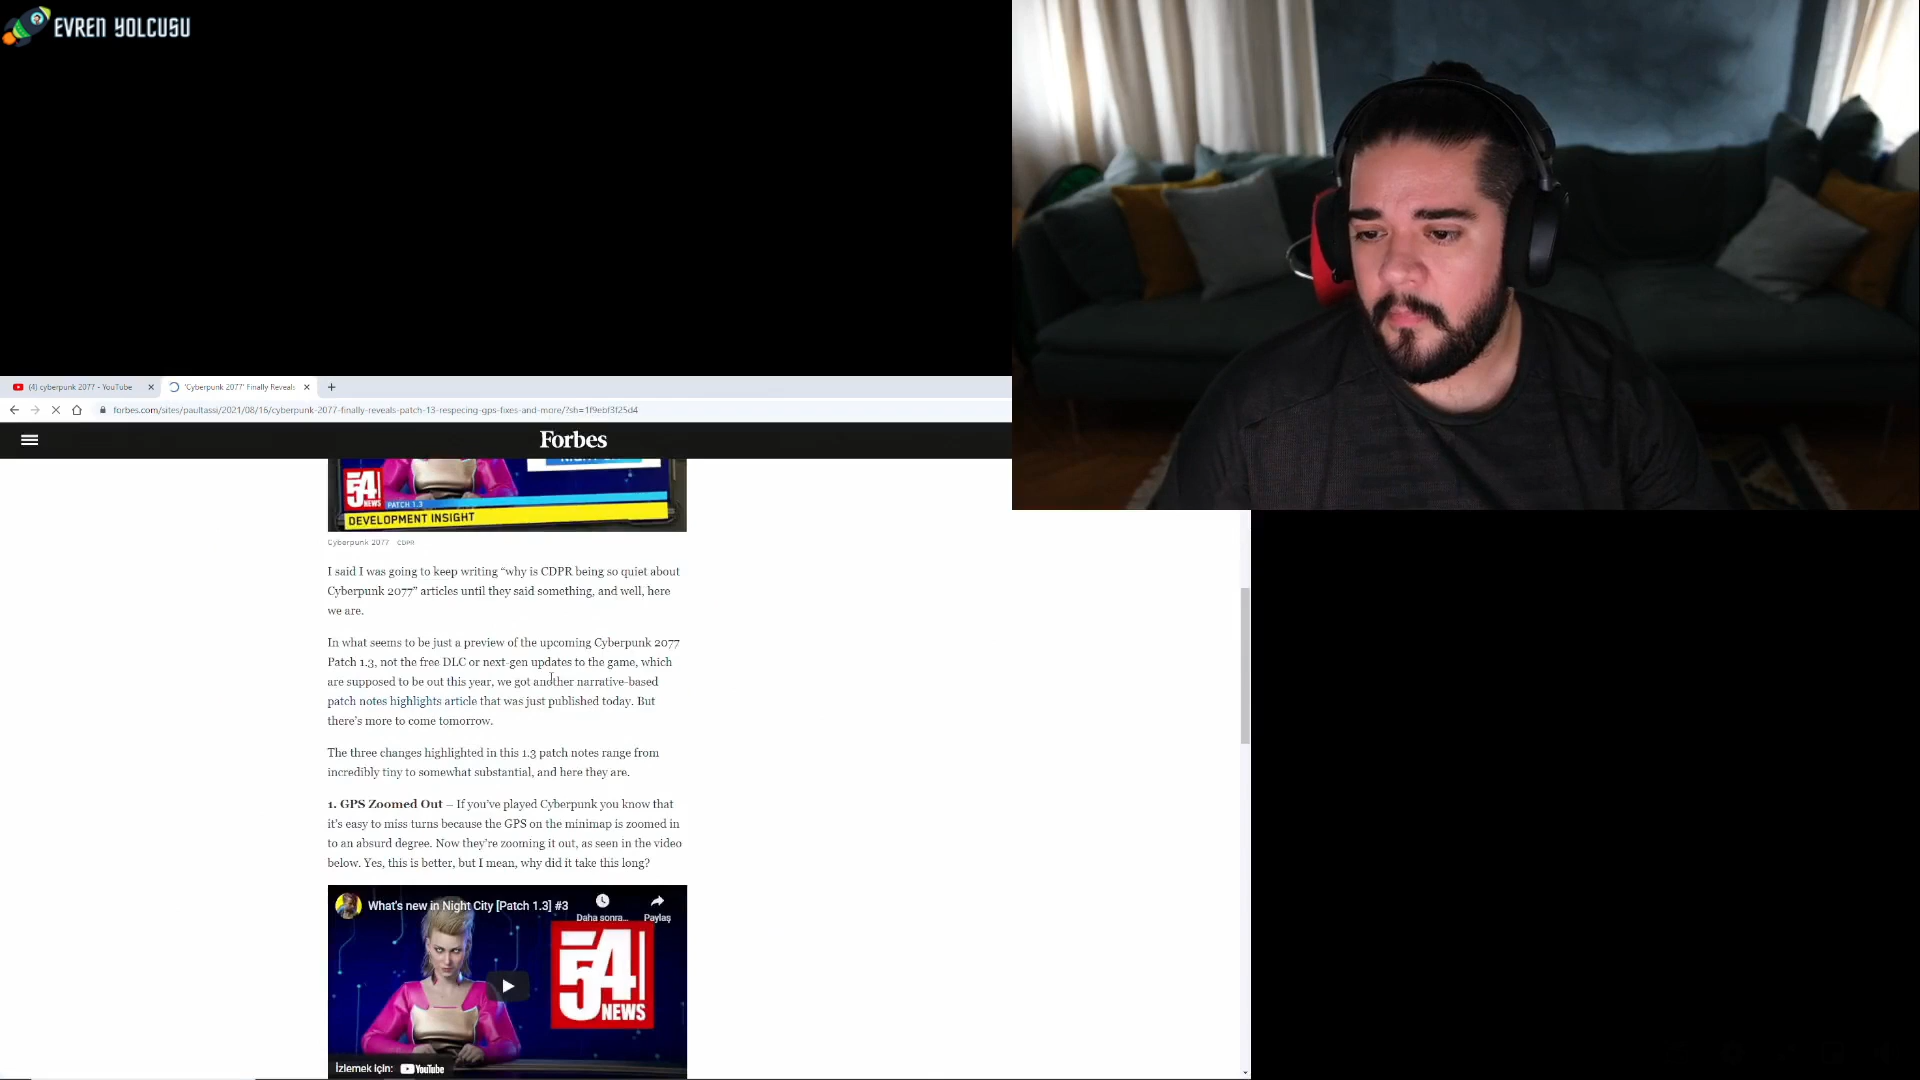 EVREN YOLCUSU
(4) cyberpunk 2077 - YouTube
'Cyberpunk 2077' Finally Reveals
forbes.com/sites/paultassi/2021/08/16/cyberpunk-2077-finally-reveals-patch-13-respecing-gps-fixes-and-more/?sh=1f9ebf3f25d4
Forbes
54
NEWS
PATCH 1.3
DEVELOPMENT INSIGHT
Cyberpunk 2077 CDPR
I said I was going to keep writing “why is CDPR being so quiet about
Cyberpunk 2077” articles until they said something, and well, here
we are.
In what seems to be just a preview of the upcoming Cyberpunk 2077
Patch 1.3, not the free DLC or next-gen updates to the game, which
are supposed to be out this year, we got another narrative-based
patch notes highlights article that was just published today. But
there’s more to come tomorrow.
The three changes highlighted in this 1.3 patch notes range from
incredibly tiny to somewhat substantial, and here they are.
1. GPS Zoomed Out – If you’ve played Cyberpunk you know that
it’s easy to miss turns because the GPS on the minimap is zoomed in
to an absurd degree. Now they’re zooming it out, as seen in the video
below. Yes, this is better, but I mean, why did it take this long?
What's new in Night City [Patch 1.3] #3
Daha sonra...
Paylaş
54
NEWS
İzlemek için: YouTube